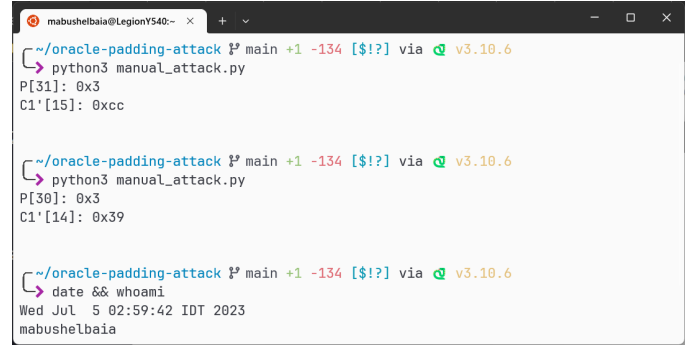 mabushelbaia@LegionY540:~
~/oracle-padding-attack main +1 -134 [$!?] via v3.10.6
python3 manual_attack.py
P[31]: 0x3
C1'[15]: 0xcc
~/oracle-padding-attack main +1 -134 [$!?] via v3.10.6
python3 manual_attack.py
P[30]: 0x3
C1'[14]: 0x39
~/oracle-padding-attack main +1 -134 [$!?] via v3.10.6
date && whoami
Wed Jul  5 02:59:42 IDT 2023
mabushelbaia